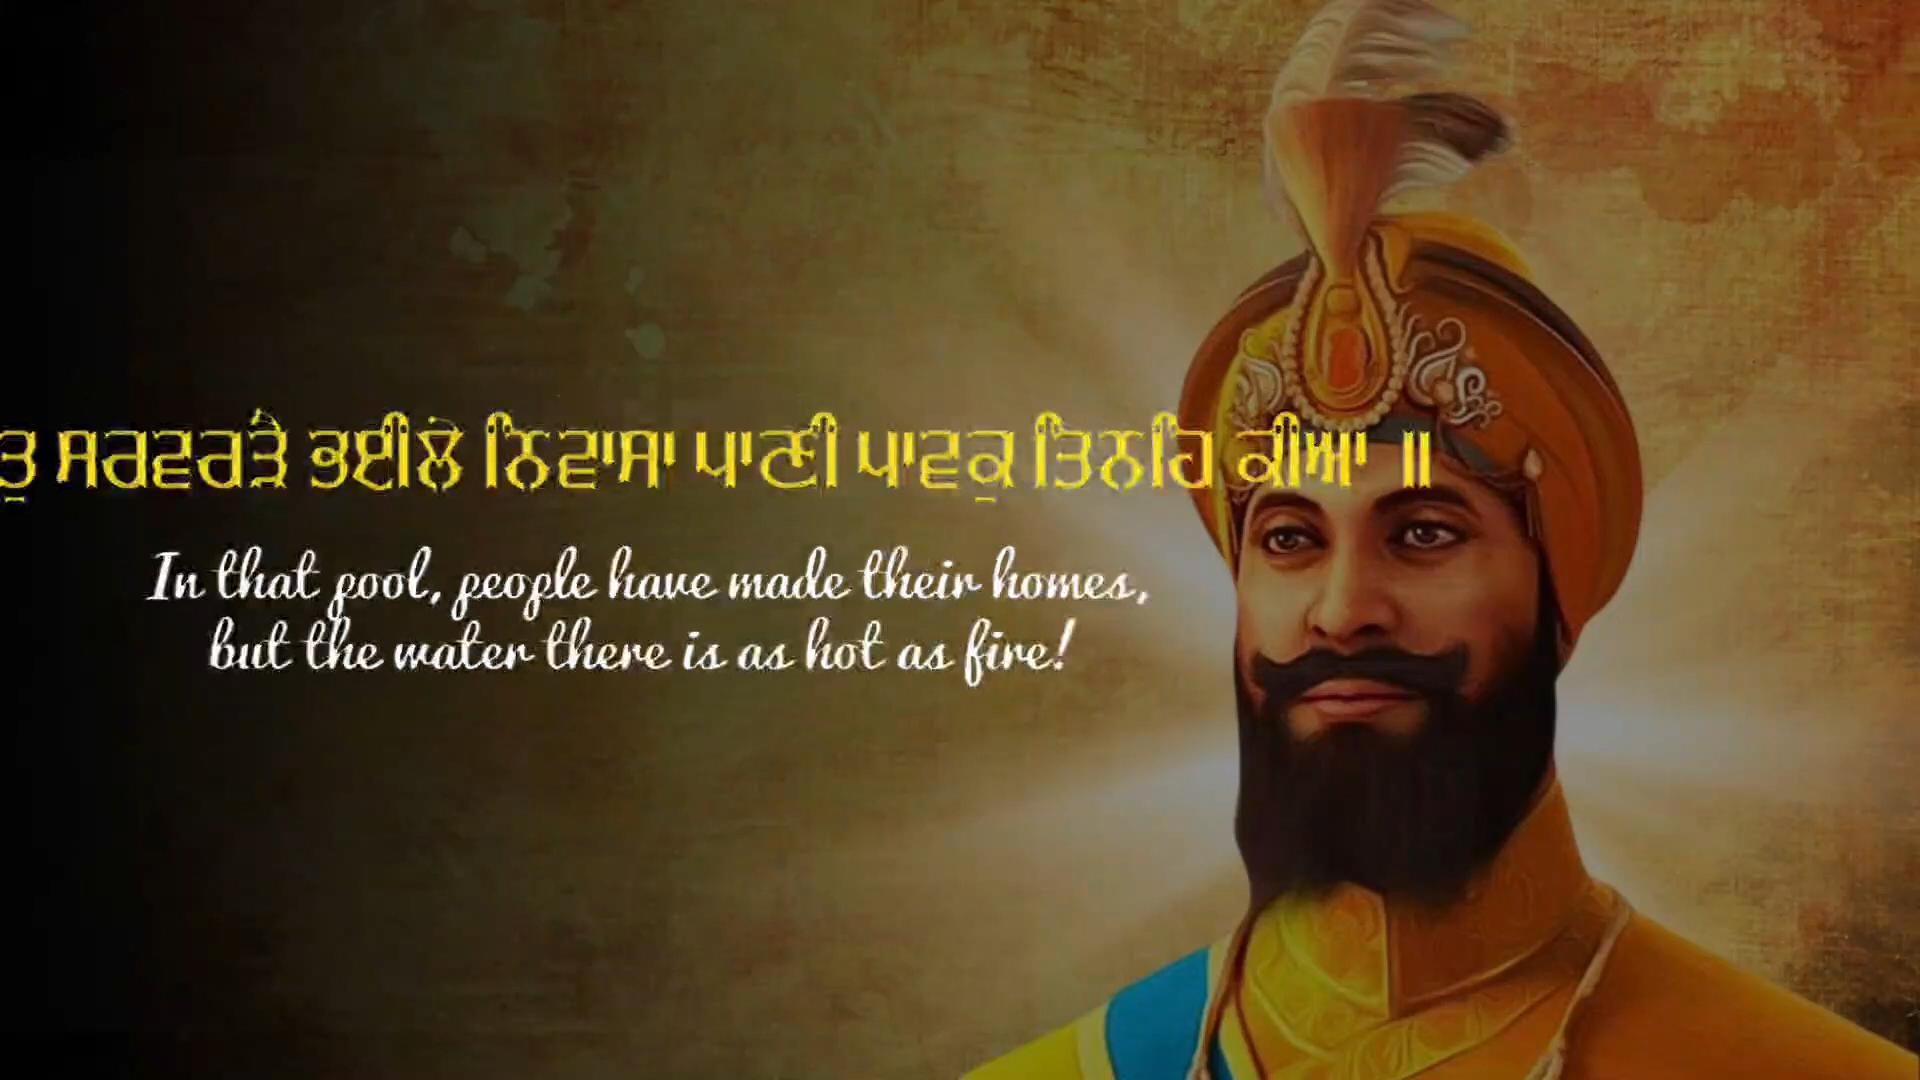 ਤੁ ਸਰਵਰੜੈ ਭਈਲੇ ਨਿਵਾਸਾ ਪਾਣੀ ਪਾਵਕੁ ਤਿਨਹਿ ਕੀਆ ॥
In that pool, people have made their homes,
but the water there is as hot as fire!